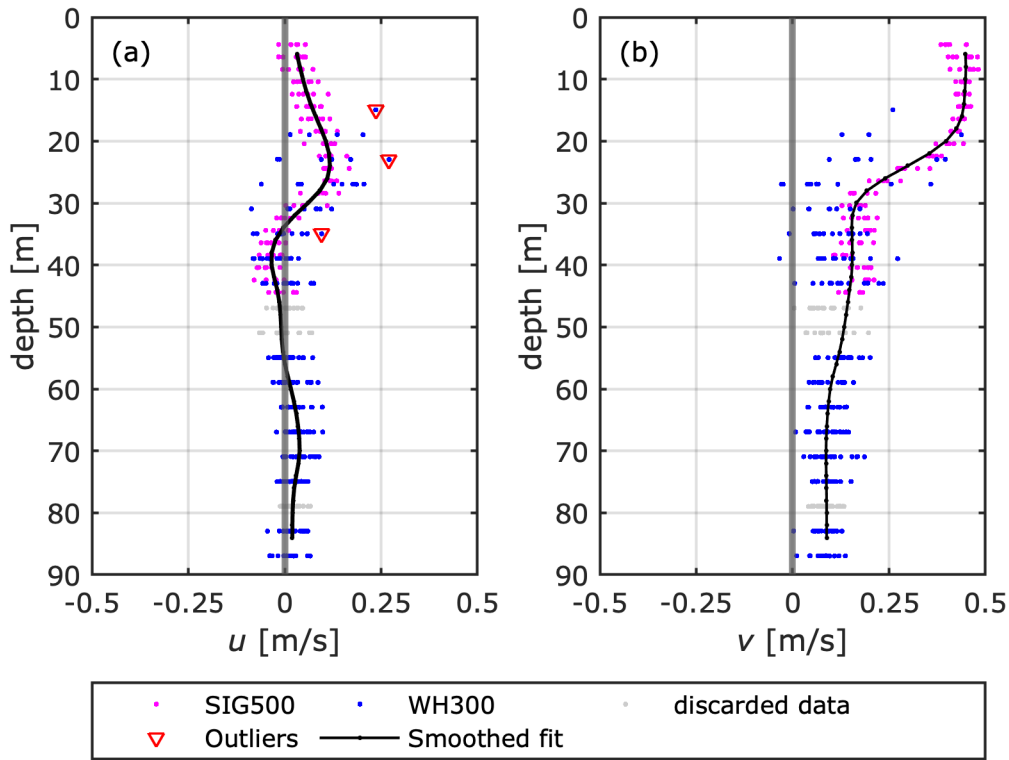 (a)
0
10
20
30
40
50
60
70
80
90
depth [m]
-0.5 -0.25 0 0.25 0.5
u [m/s]
(b)
0
10
20
30
40
50
60
70
80
90
depth [m]
-0.5 -0.25 0 0.25 0.5
v [m/s]
SIG500 WH300 discarded data
Outliers Smoothed fit